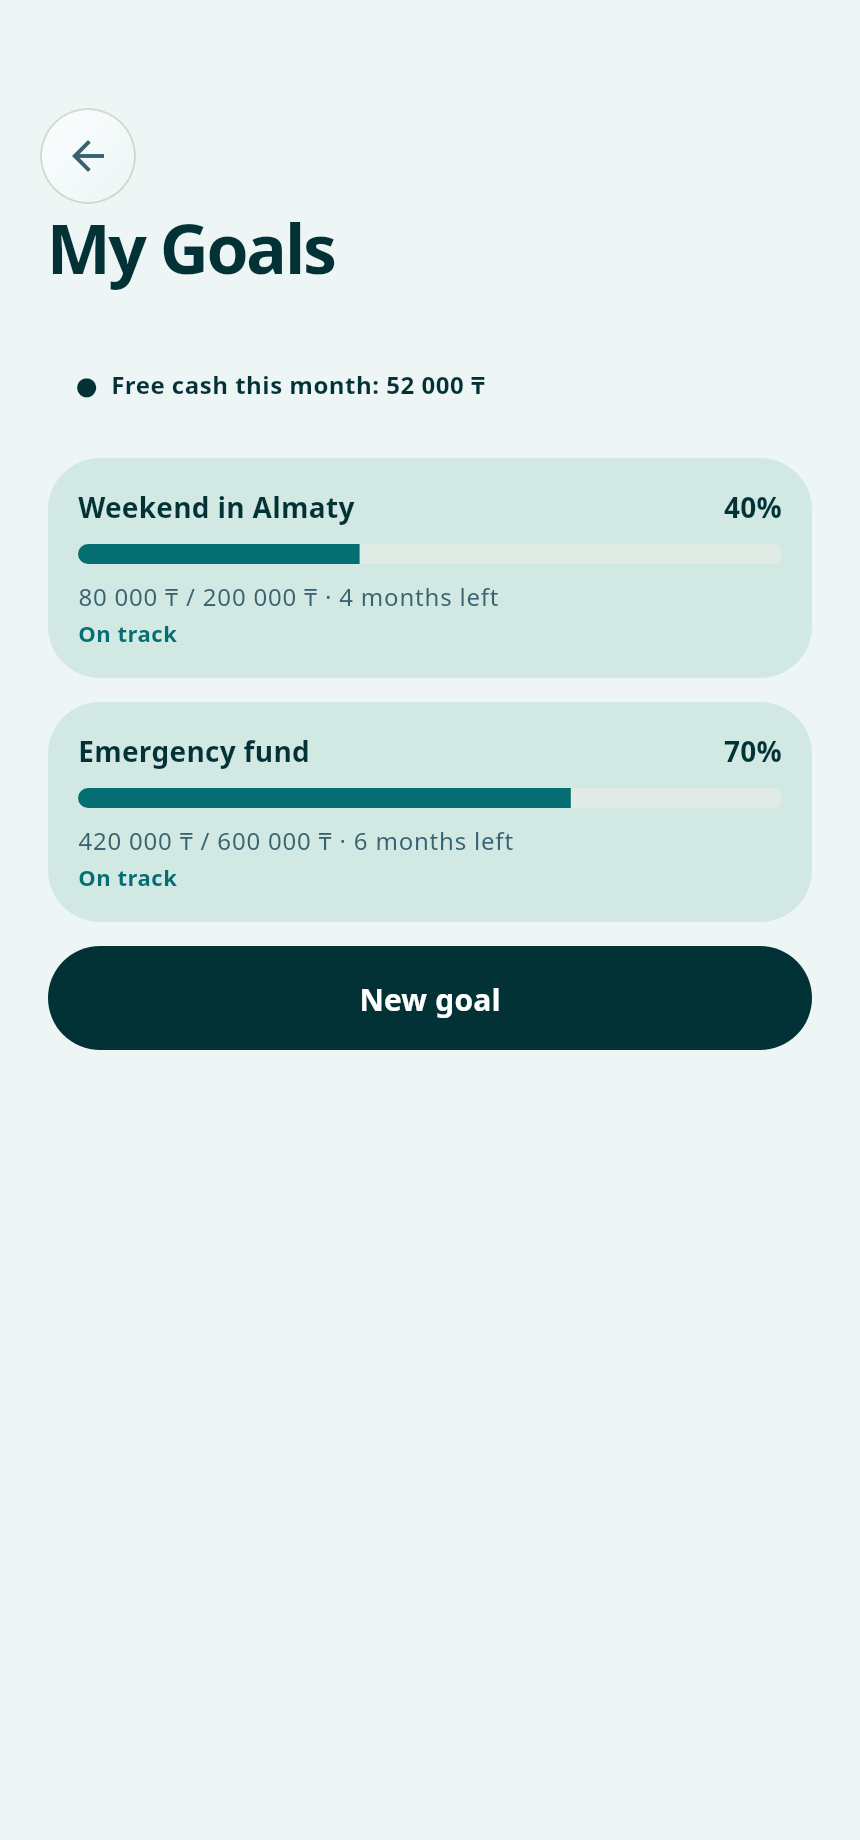 My Goals
Free cash this month: 52 000 ₸
Weekend in Almaty 40%
80 000 ₸ / 200 000 ₸ · 4 months left
On track
Emergency fund 70%
420 000 ₸ / 600 000 ₸ · 6 months left
On track
New goal